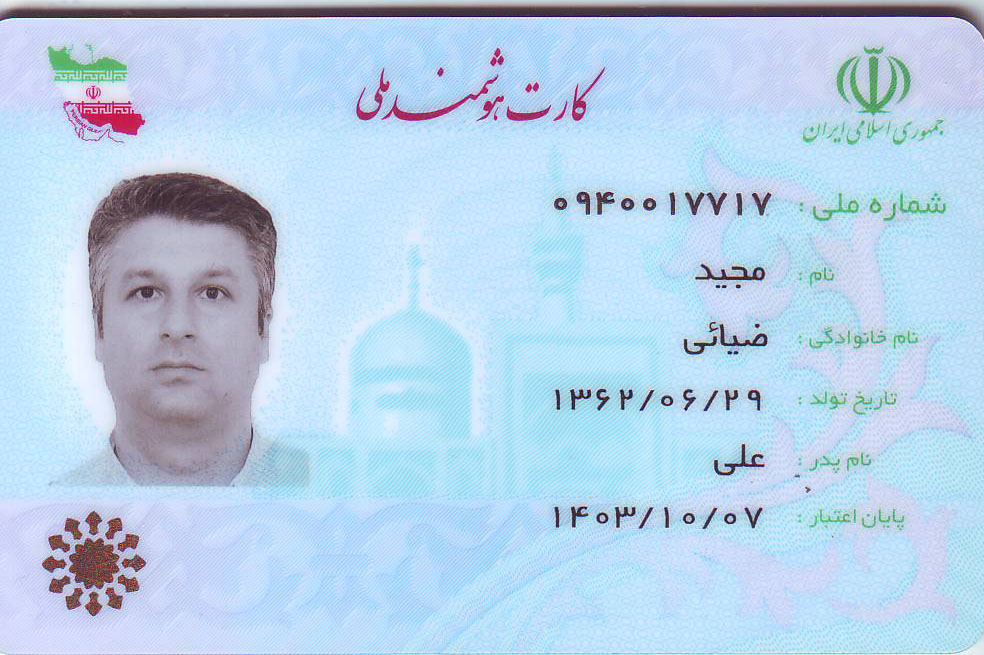 کارت هوشمند ملی
جمهوری اسلامی ایران
شماره ملی : ۰۹۴۰۰۱۷۷۱۷
نام : مجید
نام خانوادگی : ضیائی
تاریخ تولد : ۱۳۶۲/۰۶/۲۹
نام پدر : علی
پایان اعتبار : ۱۴۰۳/۱۰/۰۷